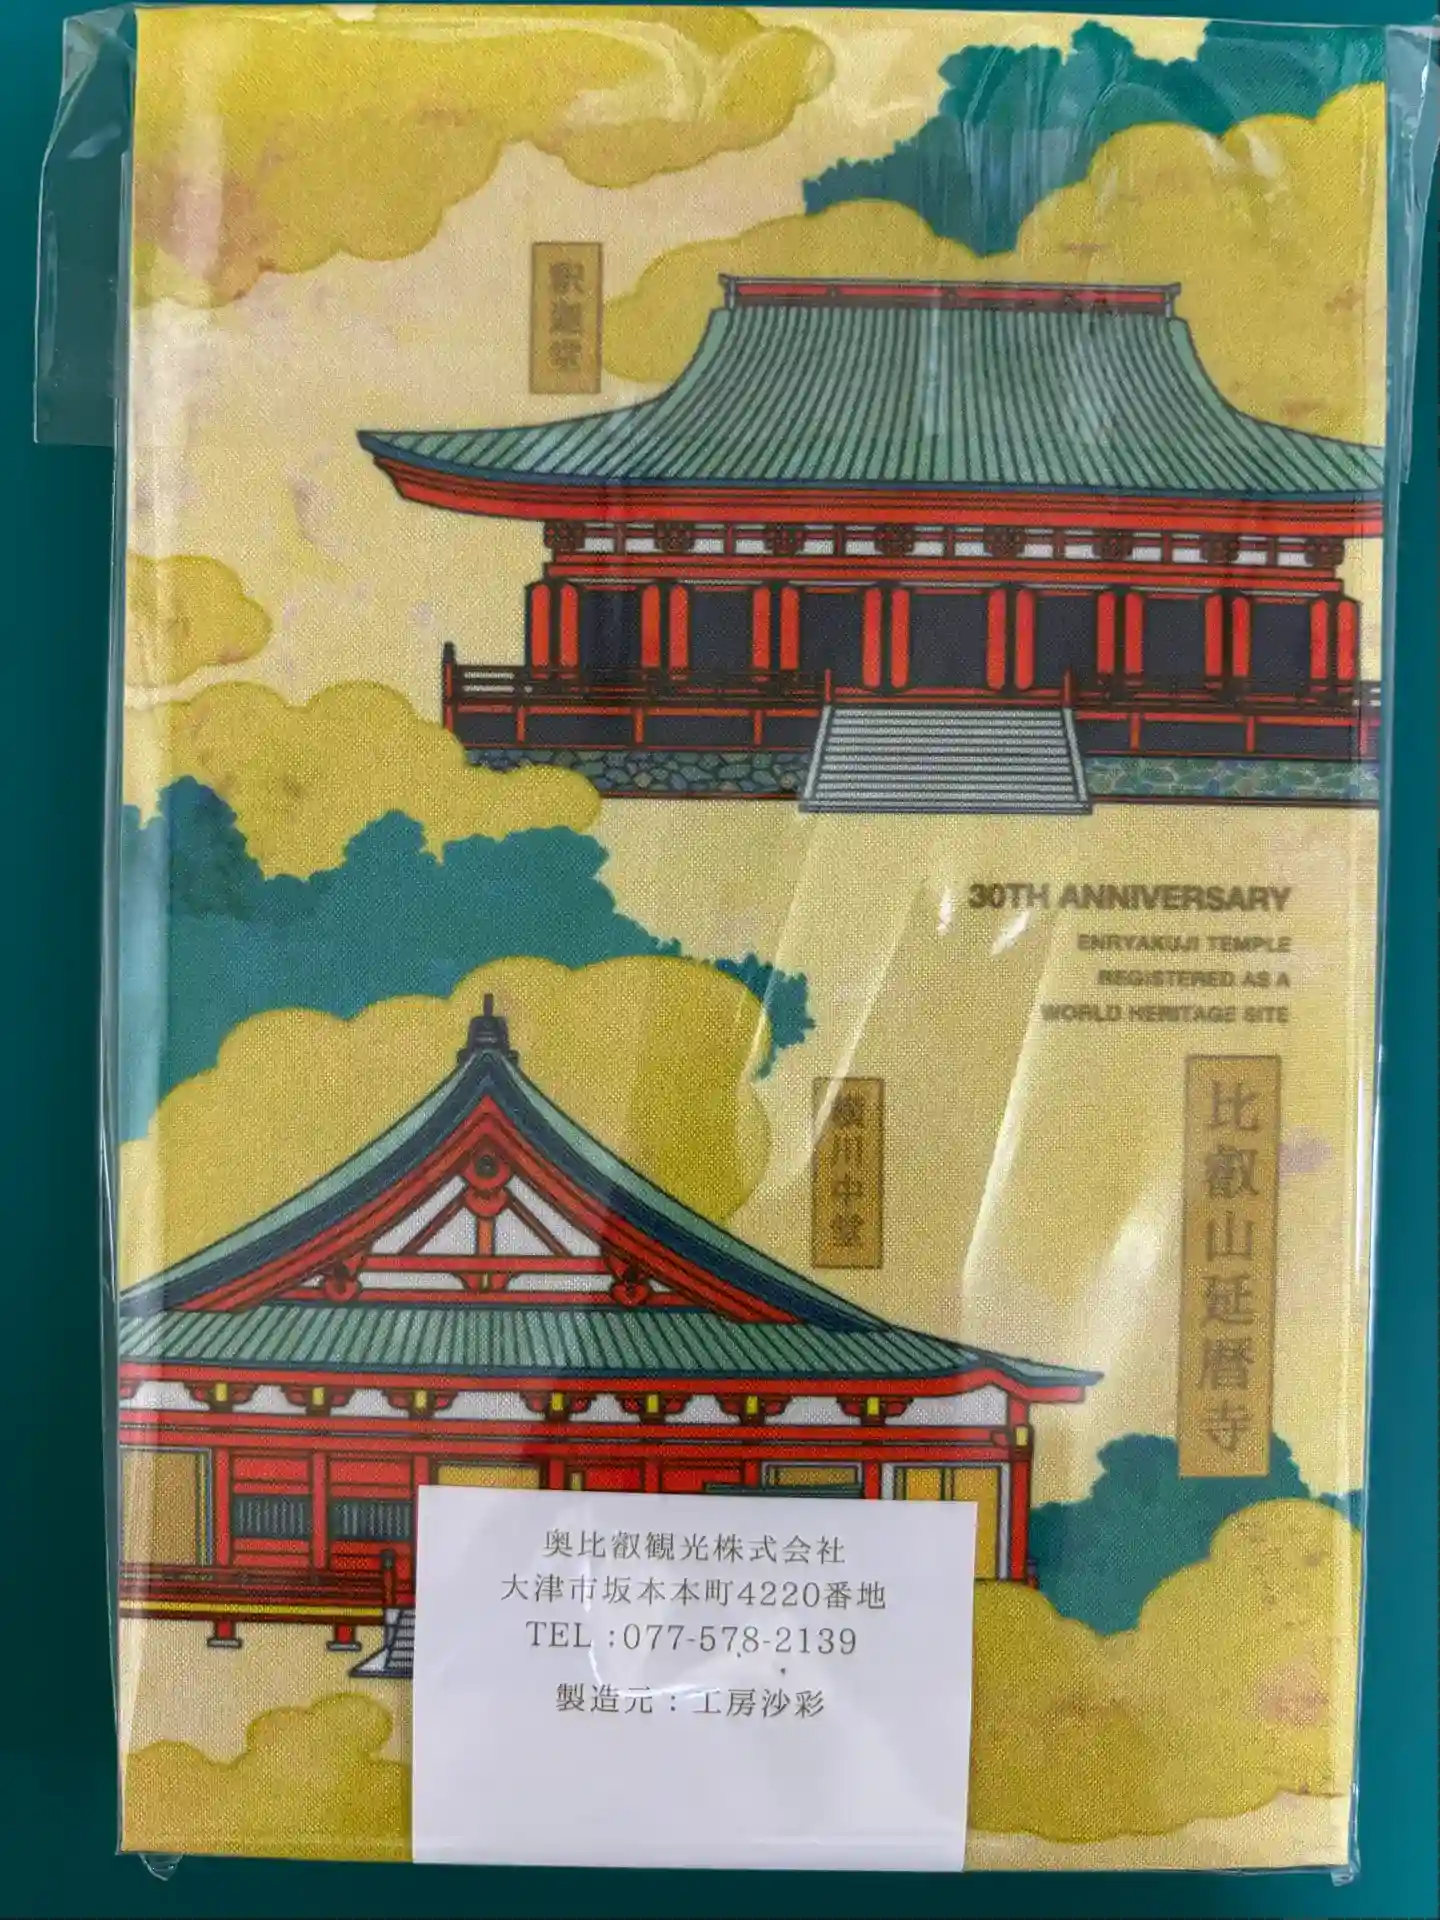 釈迦堂
30TH ANNIVERSARY
ENRYAKUJI TEMPLE
REGISTERED AS A
WORLD HERITAGE SITE
横川中堂
比叡山延暦寺
奥比叡観光株式会社
大津市坂本本町4220番地
TEL :077-578-2139
製造元：工房沙彩